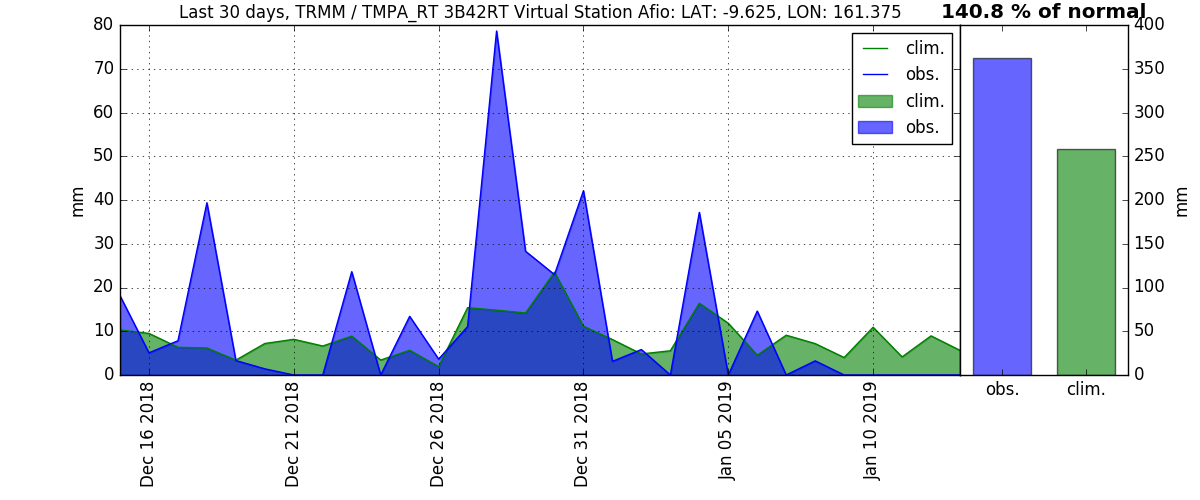 Last 30 days, TRMM / TMPA_RT 3B42RT Virtual Station Afio: LAT: -9.625, LON: 161.375
140.8 % of normal
80
70
60
50
40
30
20
10
0
mm
clim.
obs.
clim.
obs.
Dec 16 2018
Dec 21 2018
Dec 26 2018
Dec 31 2018
Jan 05 2019
Jan 10 2019
400
350
300
250
200
150
100
50
0
mm
obs.
clim.